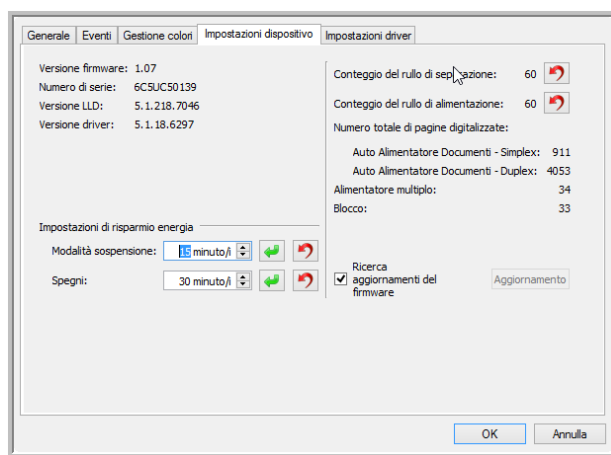 Generale Eventi Gestione colori Impostazioni dispositivo Impostazioni driver
Versione firmware: 1.07
Numero di serie: 6C5UC50139
Versione LLD: 5.1.218.7046
Versione driver: 5.1.18.6297
Impostazioni di risparmio energia
Modalità sospensione: 15 minuto/i
Spegni: 30 minuto/i
Conteggio del rullo di separazione: 60
Conteggio del rullo di alimentazione: 60
Numero totale di pagine digitalizzate:
Auto Alimentatore Documenti - Simplex: 911
Auto Alimentatore Documenti - Duplex: 4053
Alimentatore multiplo: 34
Blocco: 33
Ricerca
aggiornamenti del
firmware
Aggiornamento
OK Annulla